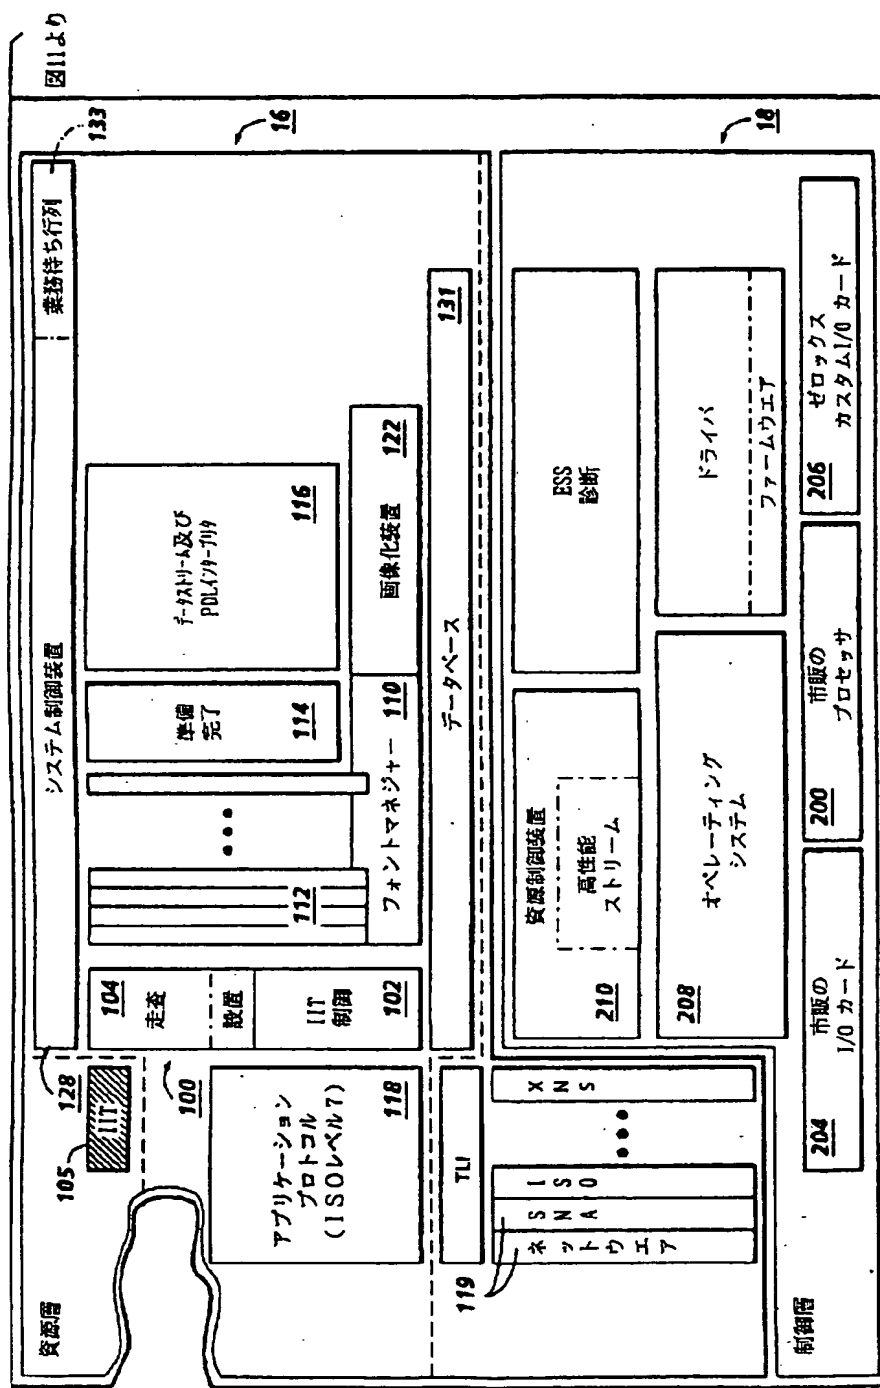 図11より
資源層
105
IIT
128
システム制御装置
業務待ち行列
133
16
100
104
走査
設置
IIT
制御
102
112
•••
準備
完了
114
データストリーム及び
PDLインタープリタ
116
フォントマネジャー
110
画像化装置
122
アプリケーション
プロトコル
(ISOレベル7)
118
データベース
131
TLI
119
ネットウエア
SNA
ISO
•••
XNS
18
資源制御装置
高性能
ストリーム
210
ESS
診断
208
オペレーティング
システム
ドライバ
ファームウエア
制御層
204
市販の
I/O カード
200
市販の
プロセッサ
206
ゼロックス
カスタムI/O カード